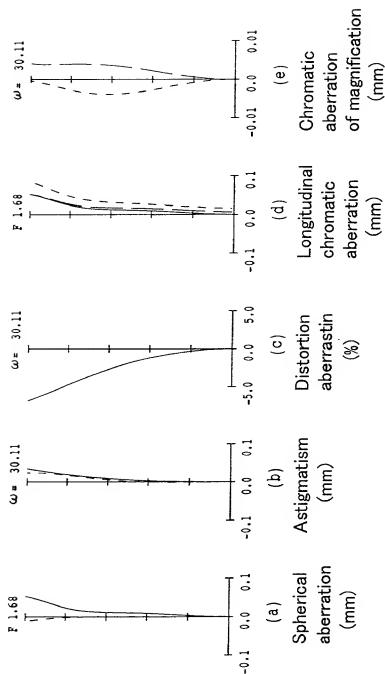 F 1.68
-0.1 0.0 0.1
(a)
Spherical
aberration
(mm)
ω= 30.11
-0.1 0.0 0.1
(b)
Astigmatism
(mm)
ω= 30.11
-5.0 0.0 5.0
(c)
Distortion
aberrastin
(%)
F 1.68
-0.1 0.0 0.1
(d)
Longitudinal
chromatic
aberration
(mm)
ω= 30.11
-0.01 0.0 0.01
(e)
Chromatic
aberration
of magnification
(mm)